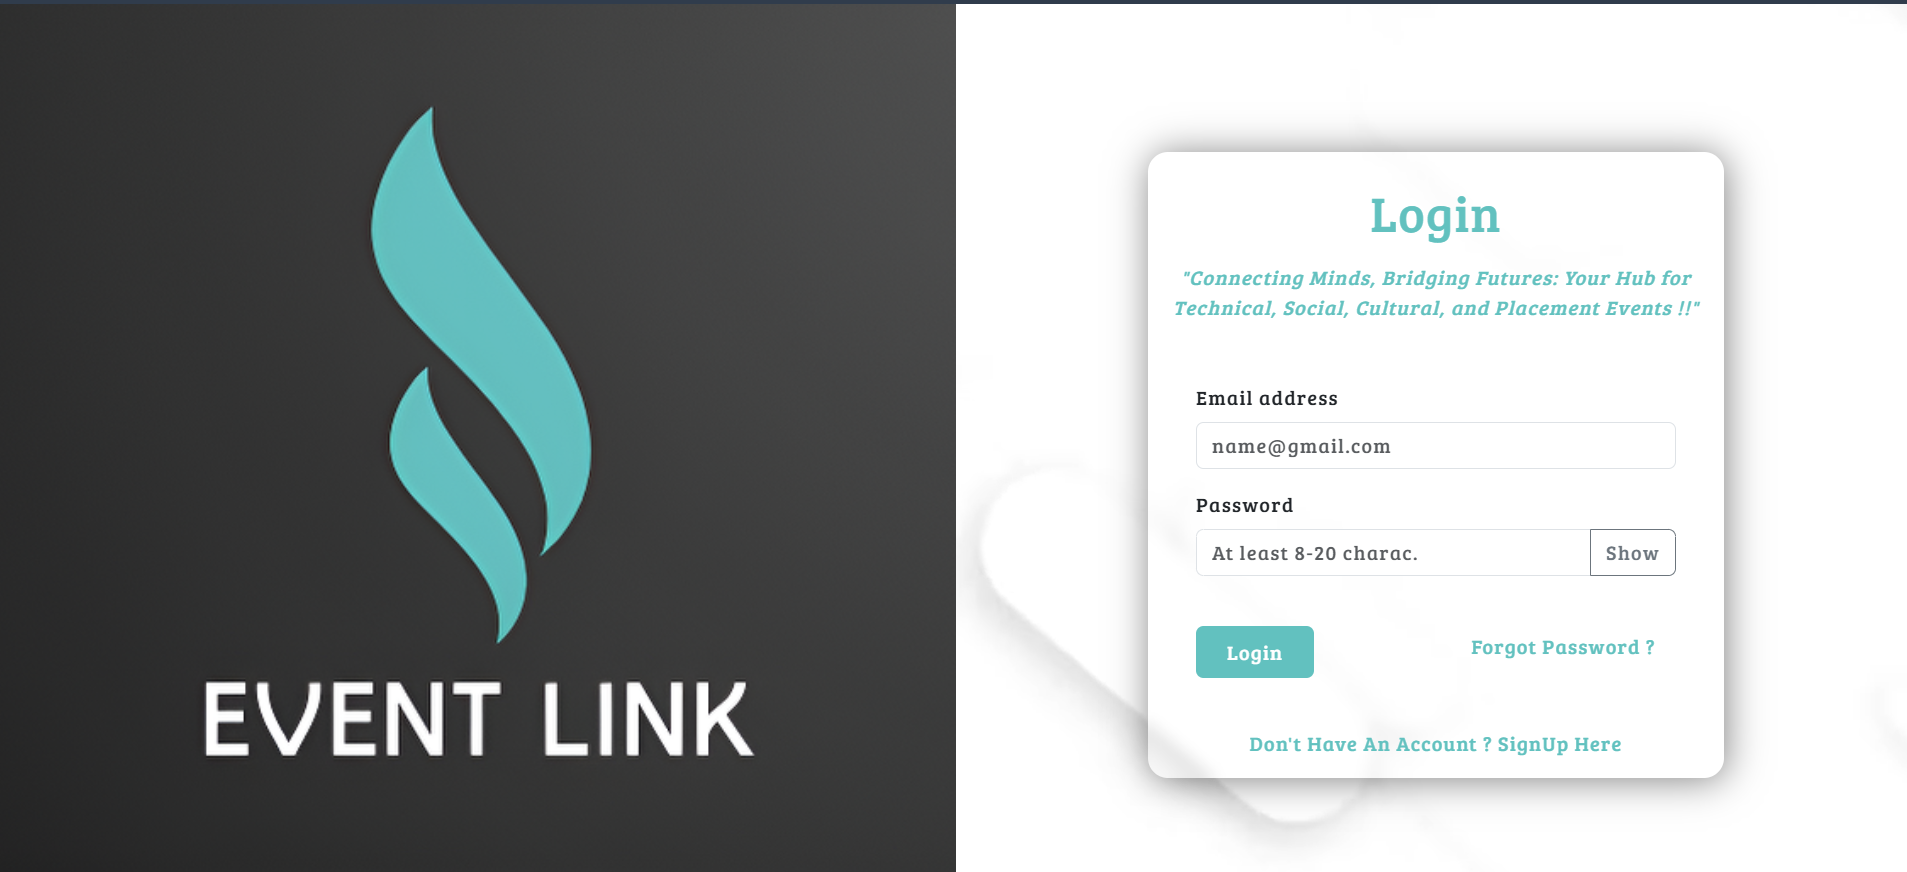 EVENT LINK
Login
"Connecting Minds, Bridging Futures: Your Hub for
Technical, Social, Cultural, and Placement Events !!"
Email address
name@gmail.com
Password
At least 8-20 charac.
Show
Login
Forgot Password ?
Don't Have An Account ? SignUp Here